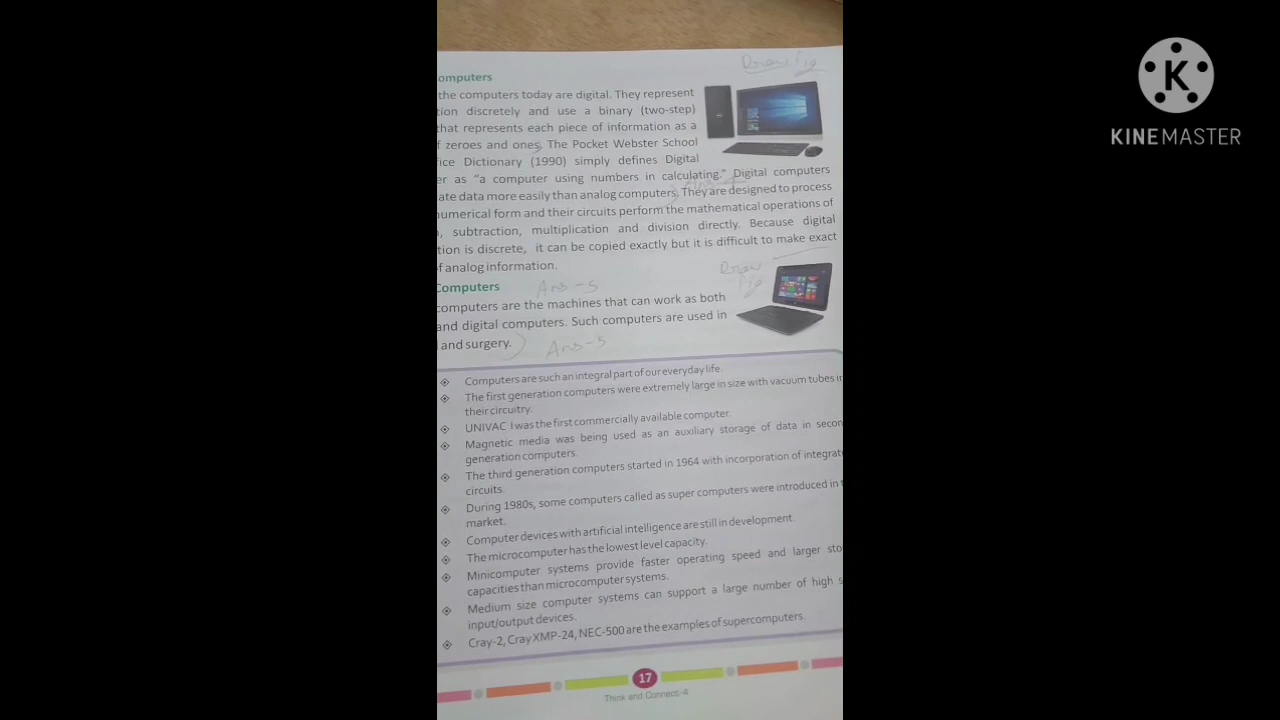 Draw Fig
omputers
the computers today are digital. They represent
tion discretely and use a binary (two-step)
that represents each piece of information as a
f zeroes and ones. The Pocket Webster School
ice Dictionary (1990) simply defines Digital
er as “a computer using numbers in calculating.” Digital computers
ate data more easily than analog computers. They are designed to process
numerical form and their circuits perform the mathematical operations of
, subtraction, multiplication and division directly. Because digital
tion is discrete, it can be copied exactly but it is difficult to make exact
f analog information.
Draw Fig
Computers
Ans-5
computers are the machines that can work as both
and digital computers. Such computers are used in
and surgery.
Ans-5
Computers are such an integral part of our everyday life.
The first generation computers were extremely large in size with vacuum tubes in
their circuitry.
UNIVAC I was the first commercially available computer.
Magnetic media was being used as an auxiliary storage of data in secon
generation computers.
The third generation computers started in 1964 with incorporation of integrat
circuits.
During 1980s, some computers called as super computers were introduced in t
market.
Computer devices with artificial intelligence are still in development.
The microcomputer has the lowest level capacity.
Minicomputer systems provide faster operating speed and larger sto
capacities than microcomputer systems.
Medium size computer systems can support a large number of high s
input/output devices.
Cray-2, Cray XMP-24, NEC-500 are the examples of supercomputers.
17
Think and Connect-4
K
KINEMASTER